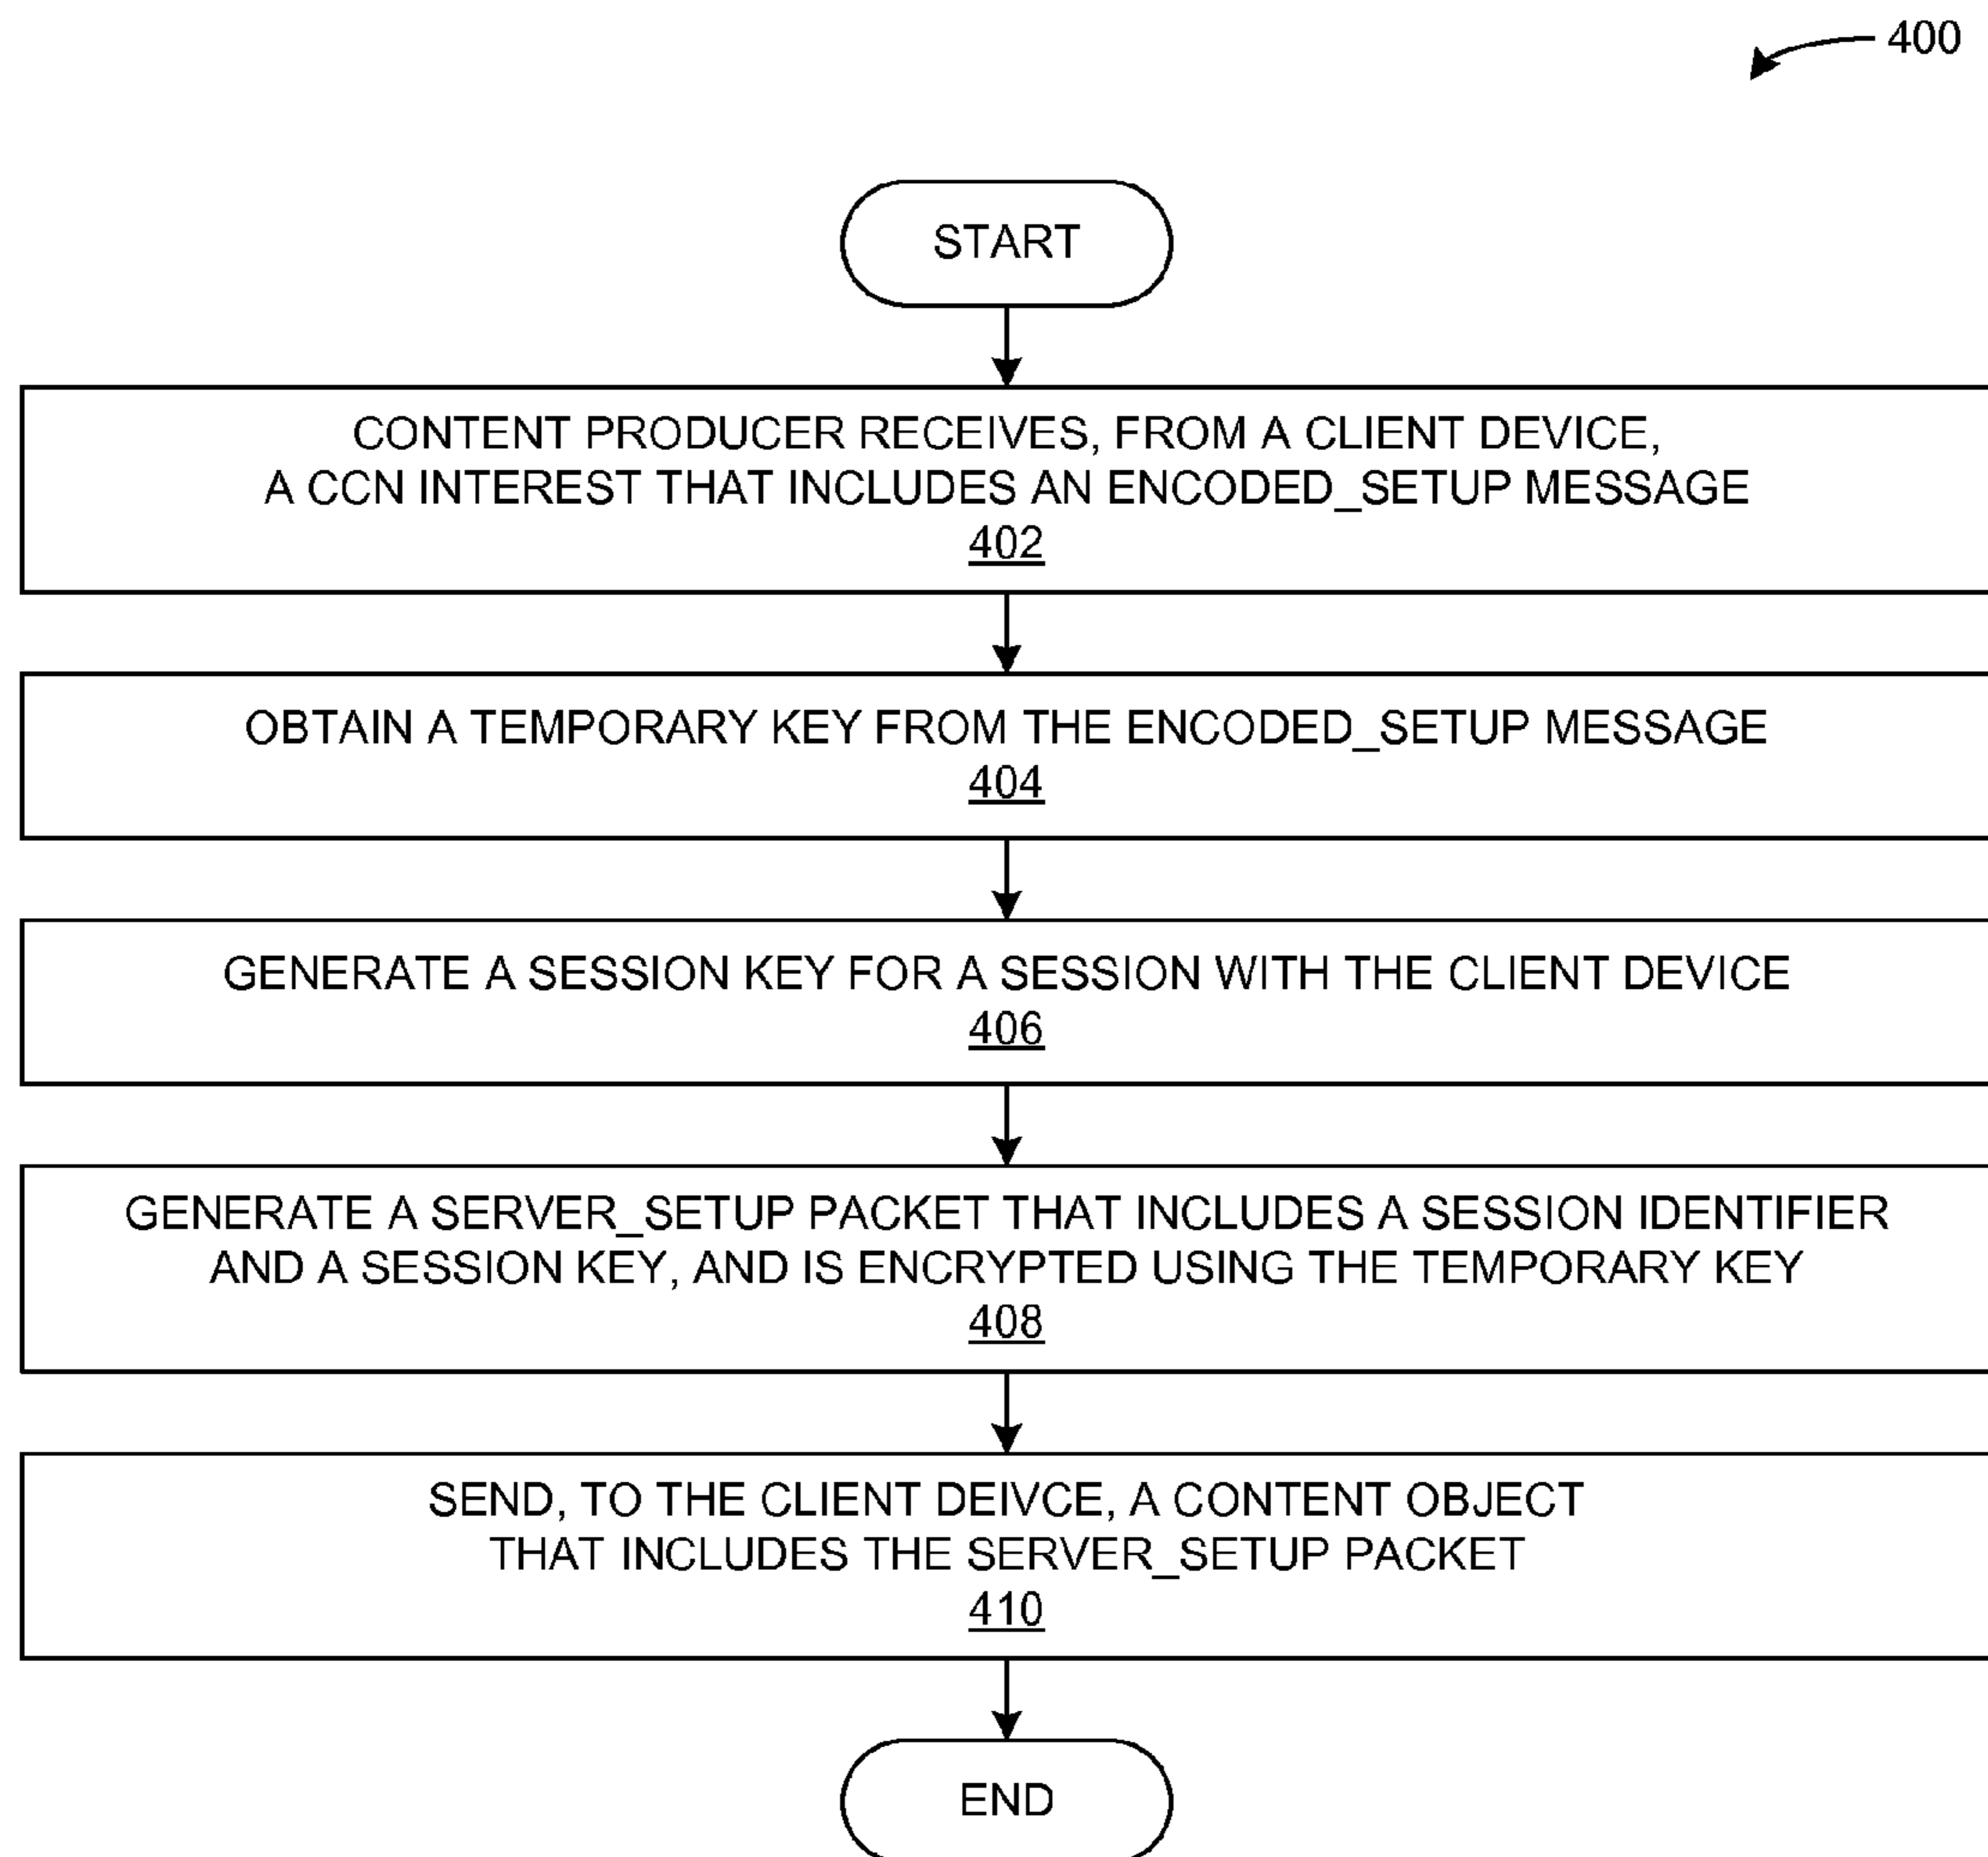 400
START
CONTENT PRODUCER RECEIVES, FROM A CLIENT DEVICE,
A CCN INTEREST THAT INCLUDES AN ENCODED_SETUP MESSAGE
402
OBTAIN A TEMPORARY KEY FROM THE ENCODED_SETUP MESSAGE
404
GENERATE A SESSION KEY FOR A SESSION WITH THE CLIENT DEVICE
406
GENERATE A SERVER_SETUP PACKET THAT INCLUDES A SESSION IDENTIFIER
AND A SESSION KEY, AND IS ENCRYPTED USING THE TEMPORARY KEY
408
SEND, TO THE CLIENT DEIVCE, A CONTENT OBJECT
THAT INCLUDES THE SERVER_SETUP PACKET
410
END